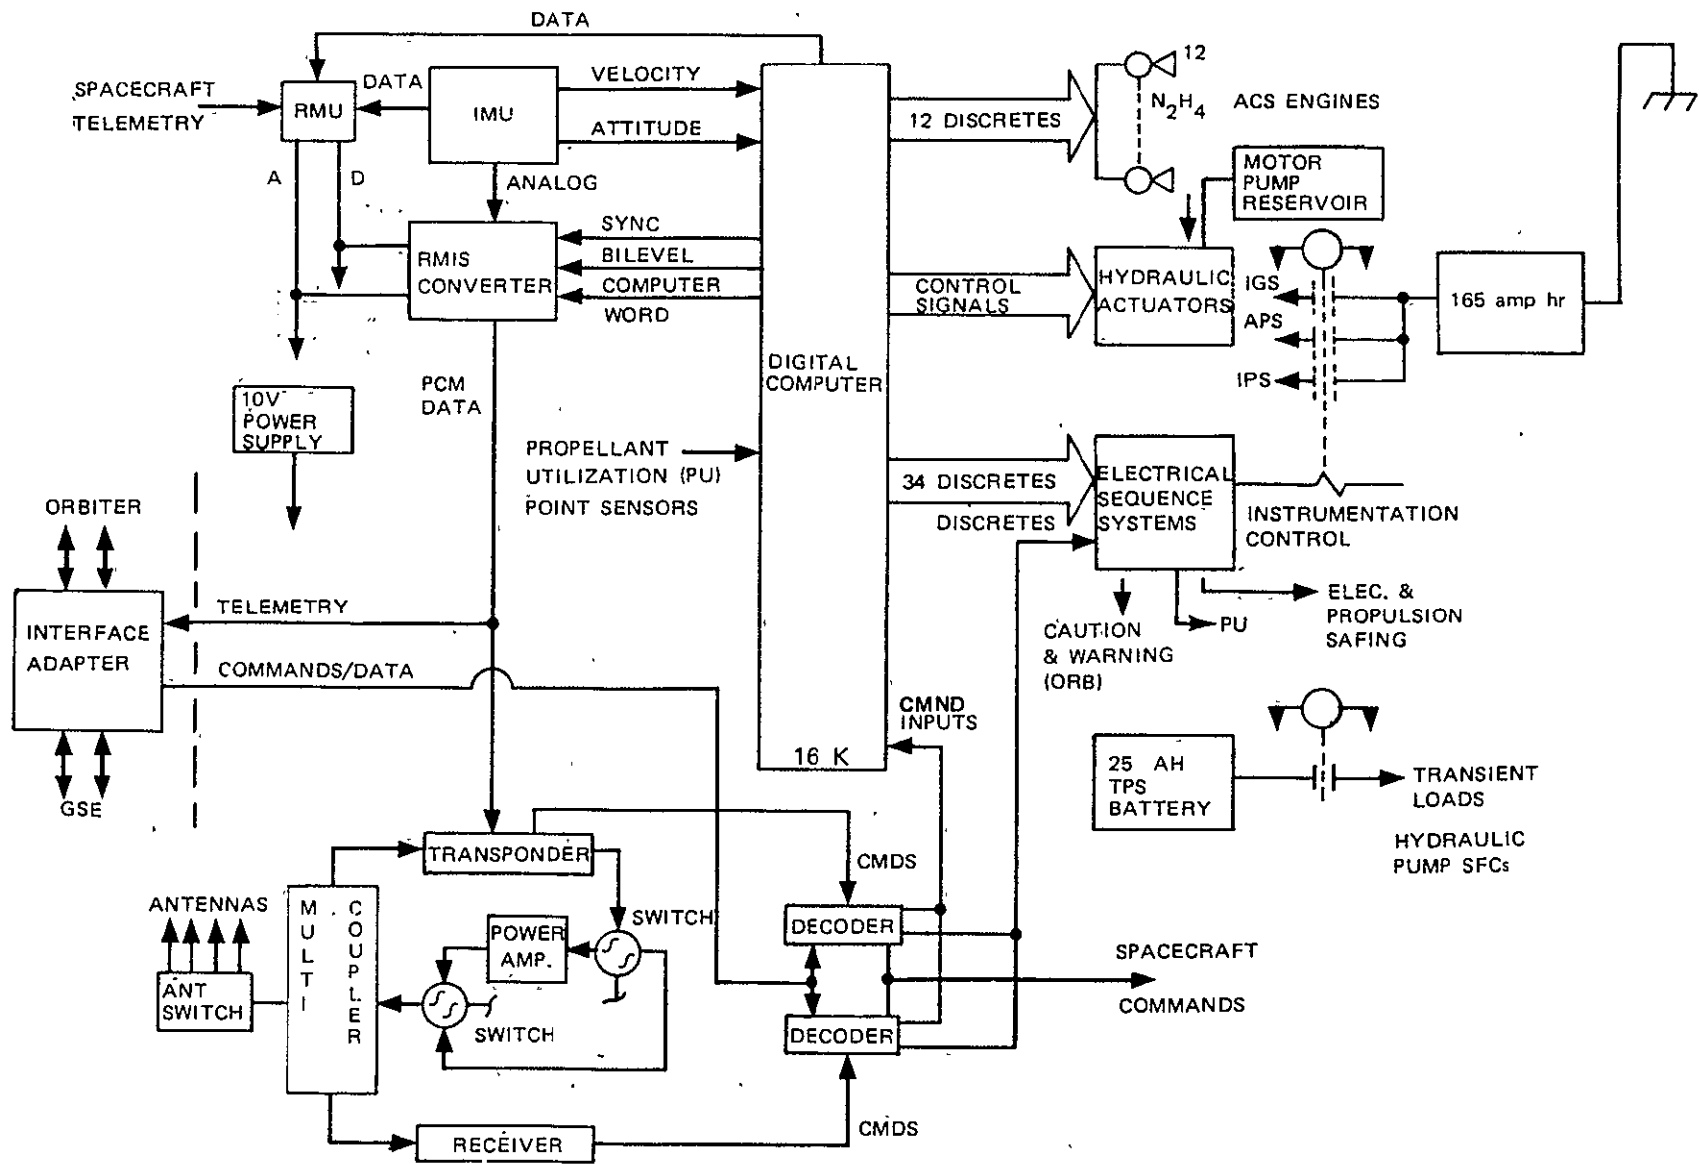 DATA
SPACECRAFT
TELEMETRY
RMU
DATA
IMU
VELOCITY
ATTITUDE
A
D
ANALOG
RMIS
CONVERTER
SYNC
BILEVEL
COMPUTER
WORD
10V
POWER
SUPPLY
PCM
DATA
PROPELLANT
UTILIZATION (PU)
POINT SENSORS
DIGITAL
COMPUTER
16 K
12 DISCRETES
12
N2H4
ACS ENGINES
MOTOR
PUMP
RESERVOIR
CONTROL
SIGNALS
HYDRAULIC
ACTUATORS
IGS
APS
IPS
165 amp hr
34 DISCRETES
DISCRETES
ELECTRICAL
SEQUENCE
SYSTEMS
INSTRUMENTATION
CONTROL
ELEC. &
PROPULSION
SAFING
PU
CAUTION
& WARNING
(ORB)
ORBITER
INTERFACE
ADAPTER
GSE
TELEMETRY
COMMANDS/DATA
CMND
INPUTS
25 AH
TPS
BATTERY
TRANSIENT
LOADS
HYDRAULIC
PUMP SFCs
TRANSPONDER
CMDS
ANTENNAS
ANT
SWITCH
MULTI
COUPLER
POWER
AMP.
SWITCH
SWITCH
DECODER
DECODER
SPACECRAFT
COMMANDS
RECEIVER
CMDS